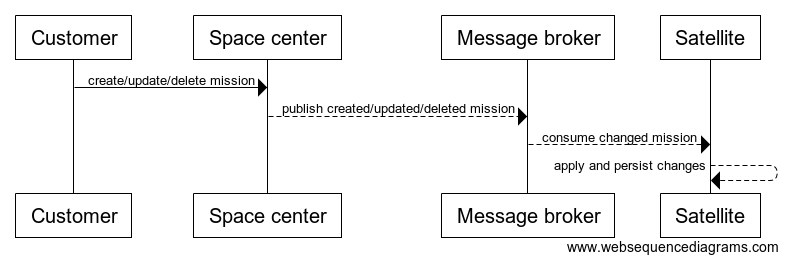 Customer
Space center
Message broker
Satellite
create/update/delete mission
publish created/updated/deleted mission
consume changed mission
apply and persist changes
Customer
Space center
Message broker
Satellite
www.websequencediagrams.com